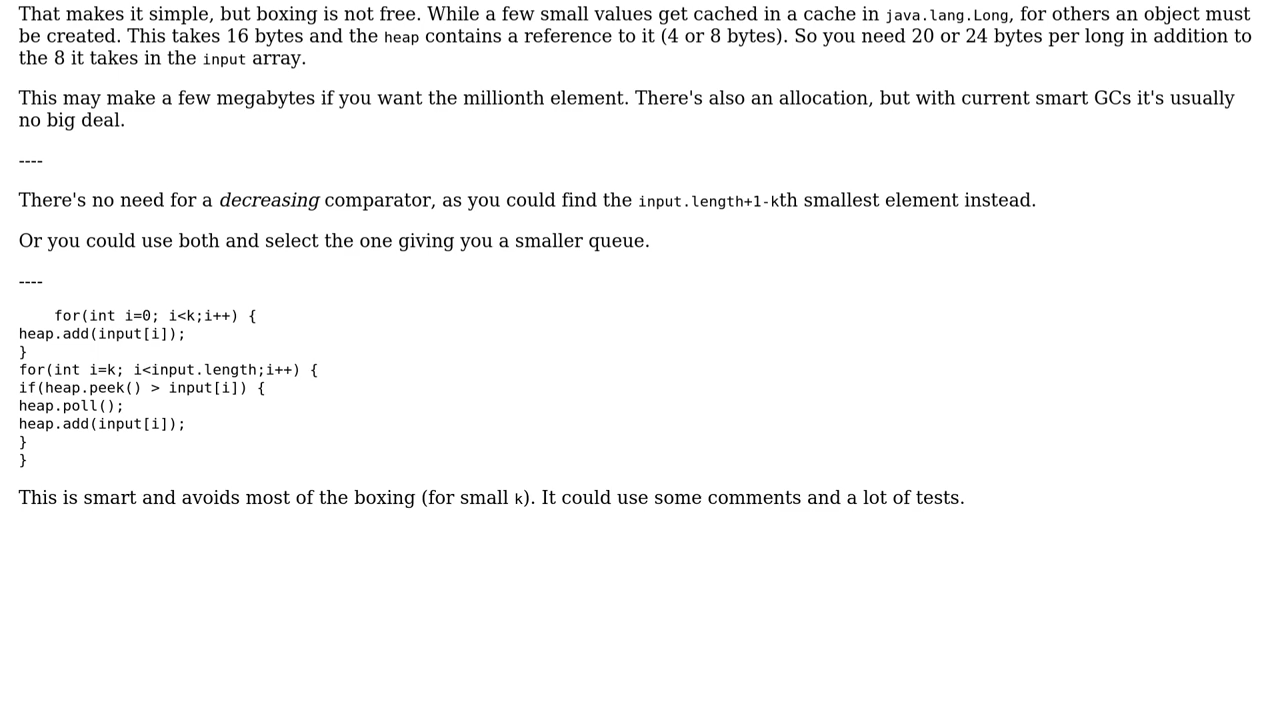 That makes it simple, but boxing is not free. While a few small values get cached in a cache in java.lang.Long, for others an object must
be created. This takes 16 bytes and the heap contains a reference to it (4 or 8 bytes). So you need 20 or 24 bytes per long in addition to
the 8 it takes in the input array.
This may make a few megabytes if you want the millionth element. There's also an allocation, but with current smart GCs it's usually
no big deal.
----
There's no need for a decreasing comparator, as you could find the input.length+1-kth smallest element instead.
Or you could use both and select the one giving you a smaller queue.
----
    for(int i=0; i<k;i++) {
heap.add(input[i]);
}
for(int i=k; i<input.length;i++) {
if(heap.peek() > input[i]) {
heap.poll();
heap.add(input[i]);
}
}
This is smart and avoids most of the boxing (for small k). It could use some comments and a lot of tests.